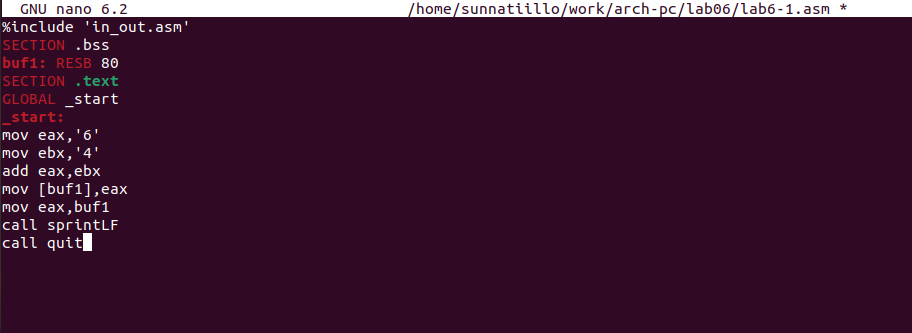 GNU nano 6.2 /home/sunnatiillo/work/arch-pc/lab06/lab6-1.asm *
%include 'in_out.asm'
SECTION .bss
buf1: RESB 80
SECTION .text
GLOBAL _start
_start:
mov eax,'6'
mov ebx,'4'
add eax,ebx
mov [buf1],eax
mov eax,buf1
call sprintLF
call quit